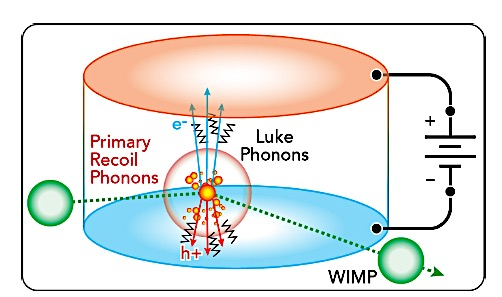 +
e-
Luke
Phonons
Primary
Recoil
Phonons
−
h+
WIMP